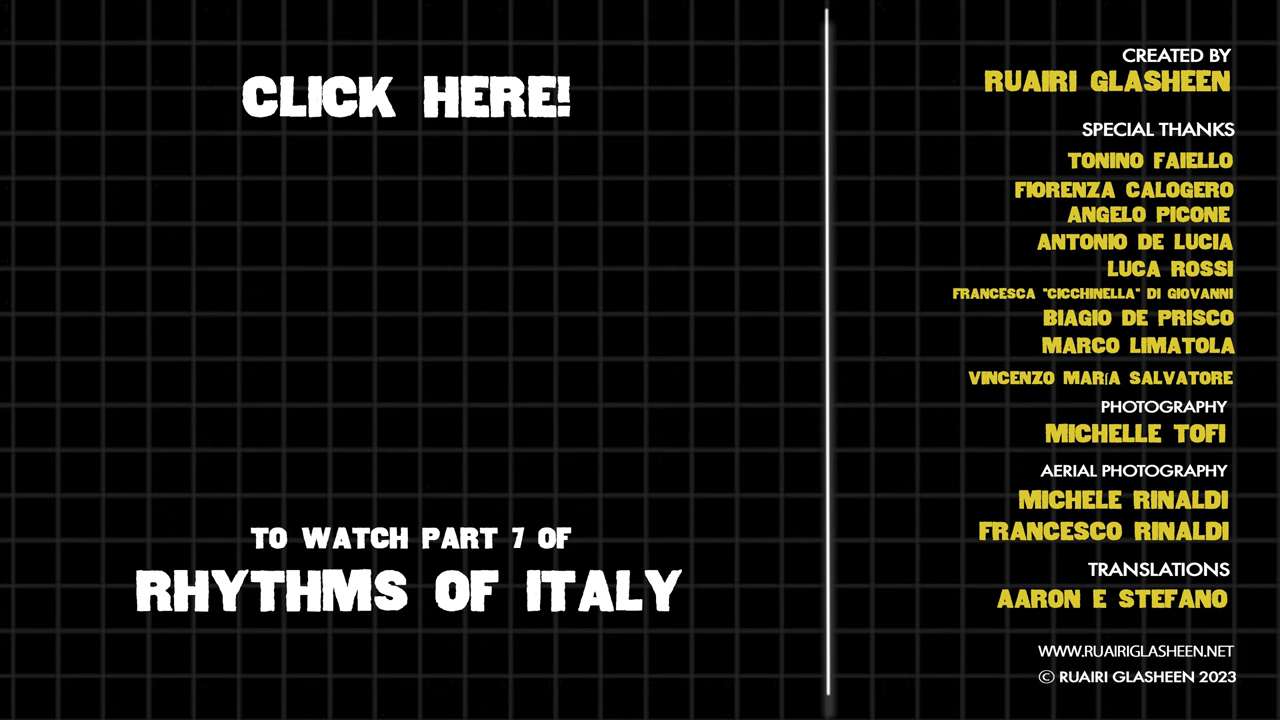 CLICK HERE!
TO WATCH PART 7 OF
RHYTHMS OF ITALY
CREATED BY
RUAIRI GLASHEEN
SPECIAL THANKS
TONINO FAIELLO
FIORENZA CALOGERO
ANGELO PICONE
ANTONIO DE LUCIA
LUCA ROSSI
FRANCESCA "CICCHINELLA" DI GIOVANNI
BIAGIO DE PRISCO
MARCO LIMATOLA
VINCENZO MARíA SALVATORE
PHOTOGRAPHY
MICHELLE TOFI
AERIAL PHOTOGRAPHY
MICHELE RINALDI
FRANCESCO RINALDI
TRANSLATIONS
AARON E STEFANO
WWW.RUAIRIGLASHEEN.NET
© RUAIRI GLASHEEN 2023